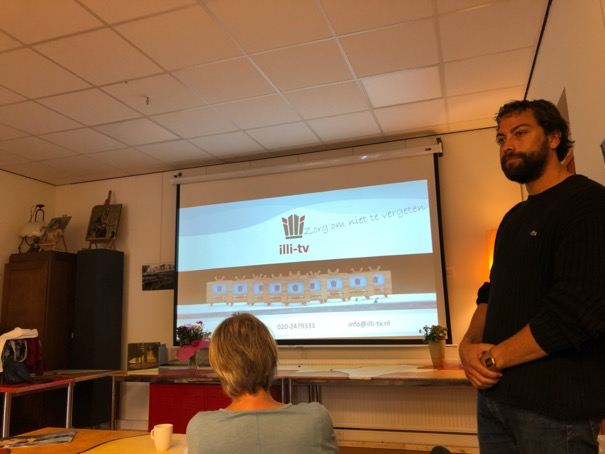 Zorg om niet te vergeten
illi-tv
020-2479333 info@illi-tv.nl